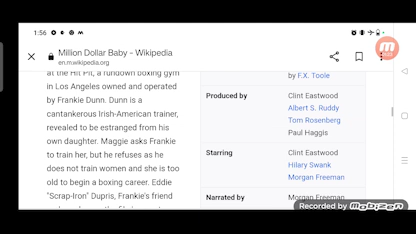 1:56
Million Dollar Baby - Wikipedia
en.m.wikipedia.org
at the Hit Pit, a rundown boxing gym
in Los Angeles owned and operated
by Frankie Dunn. Dunn is a
cantankerous Irish-American trainer,
revealed to be estranged from his
own daughter. Maggie asks Frankie
to train her, but he refuses as he
does not train women and she is too
old to begin a boxing career. Eddie
"Scrap-Iron" Dupris, Frankie's friend
by F.X. Toole
Produced by
Clint Eastwood
Albert S. Ruddy
Tom Rosenberg
Paul Haggis
Starring
Clint Eastwood
Hilary Swank
Morgan Freeman
Narrated by
Morgan Freeman
Recorded by mobizen